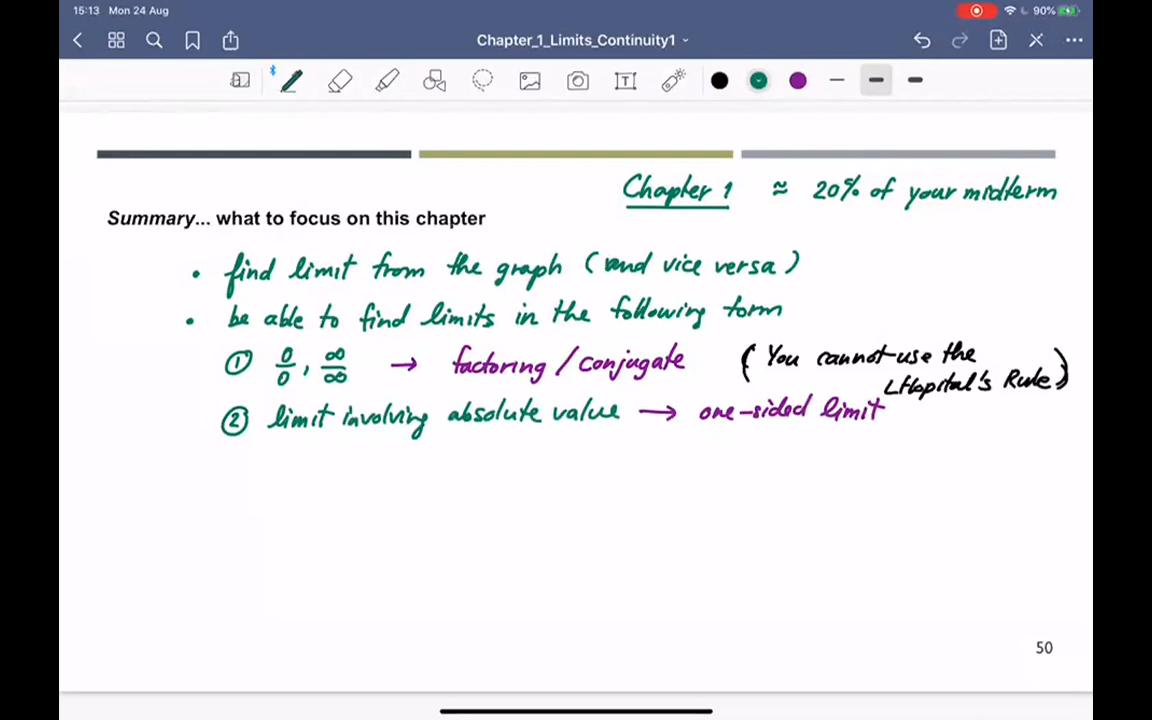 15:13 Mon 24 Aug 90%
Chapter_1_Limits_Continuity1
Chapter 1 ≈ 20% of your midterm
Summary... what to focus on this chapter
• find limit from the graph (and vice versa)
• be able to find limits in the following form
① 0/0, ∞/∞ → factoring / conjugate (You cannot use the
LHopital's Rule)
② limit involving absolute value → one-sided limit
50